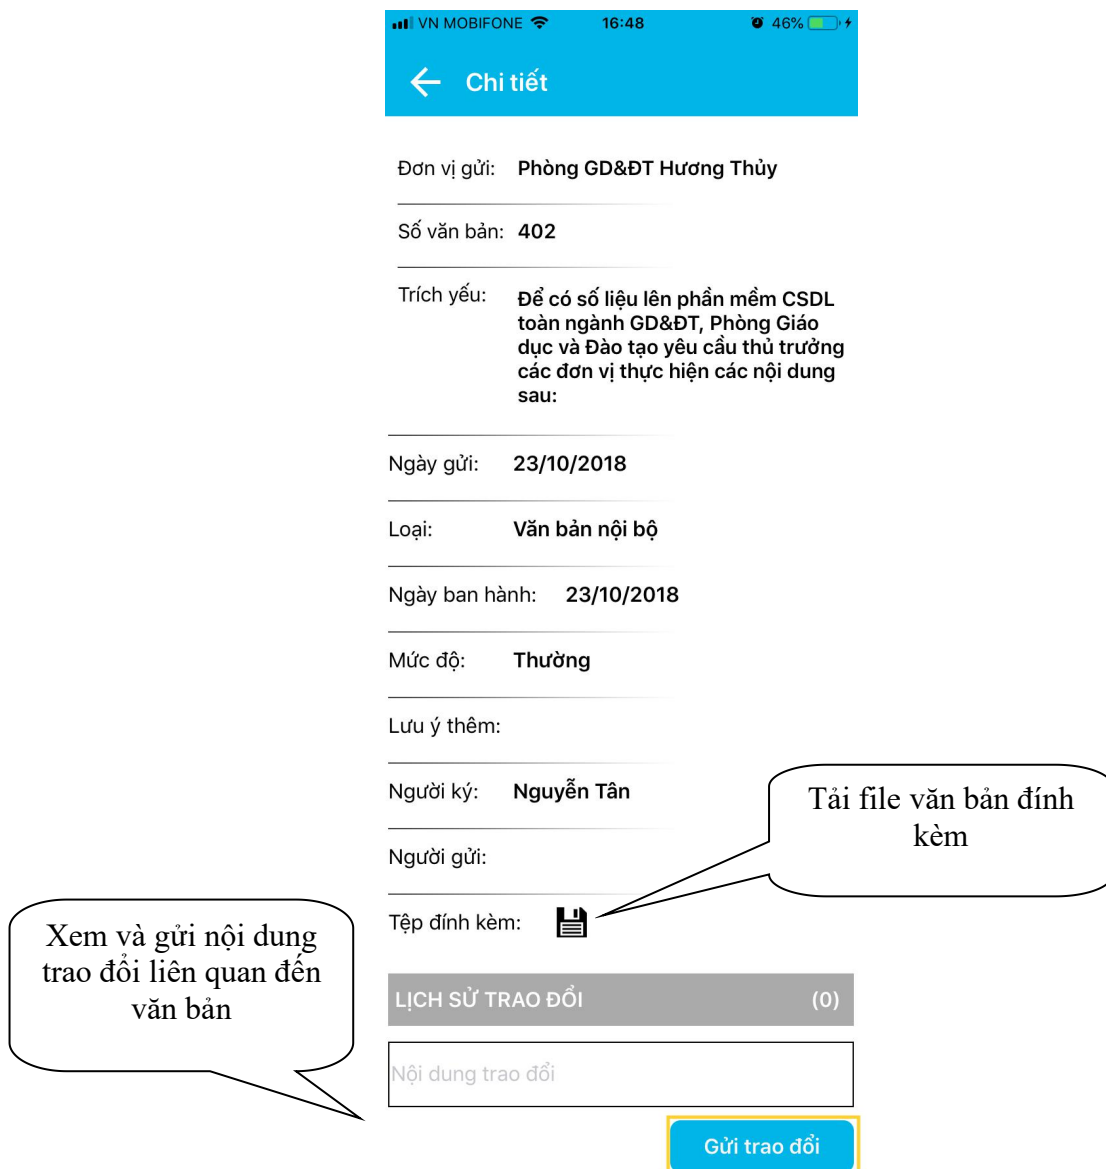 VN MOBIFONE 16:48 46%
Chi tiết
Đơn vị gửi: Phòng GD&ĐT Hương Thủy
Số văn bản: 402
Trích yếu: Để có số liệu lên phần mềm CSDL
toàn ngành GD&ĐT, Phòng Giáo
dục và Đào tạo yêu cầu thủ trưởng
các đơn vị thực hiện các nội dung
sau:
Ngày gửi: 23/10/2018
Loại: Văn bản nội bộ
Ngày ban hành: 23/10/2018
Mức độ: Thường
Lưu ý thêm:
Người ký: Nguyễn Tân
Tải file văn bản đính
kèm
Người gửi:
Tệp đính kèm:
Xem và gửi nội dung
trao đổi liên quan đến
văn bản
LỊCH SỬ TRAO ĐỔI (0)
Nội dung trao đổi
Gửi trao đổi